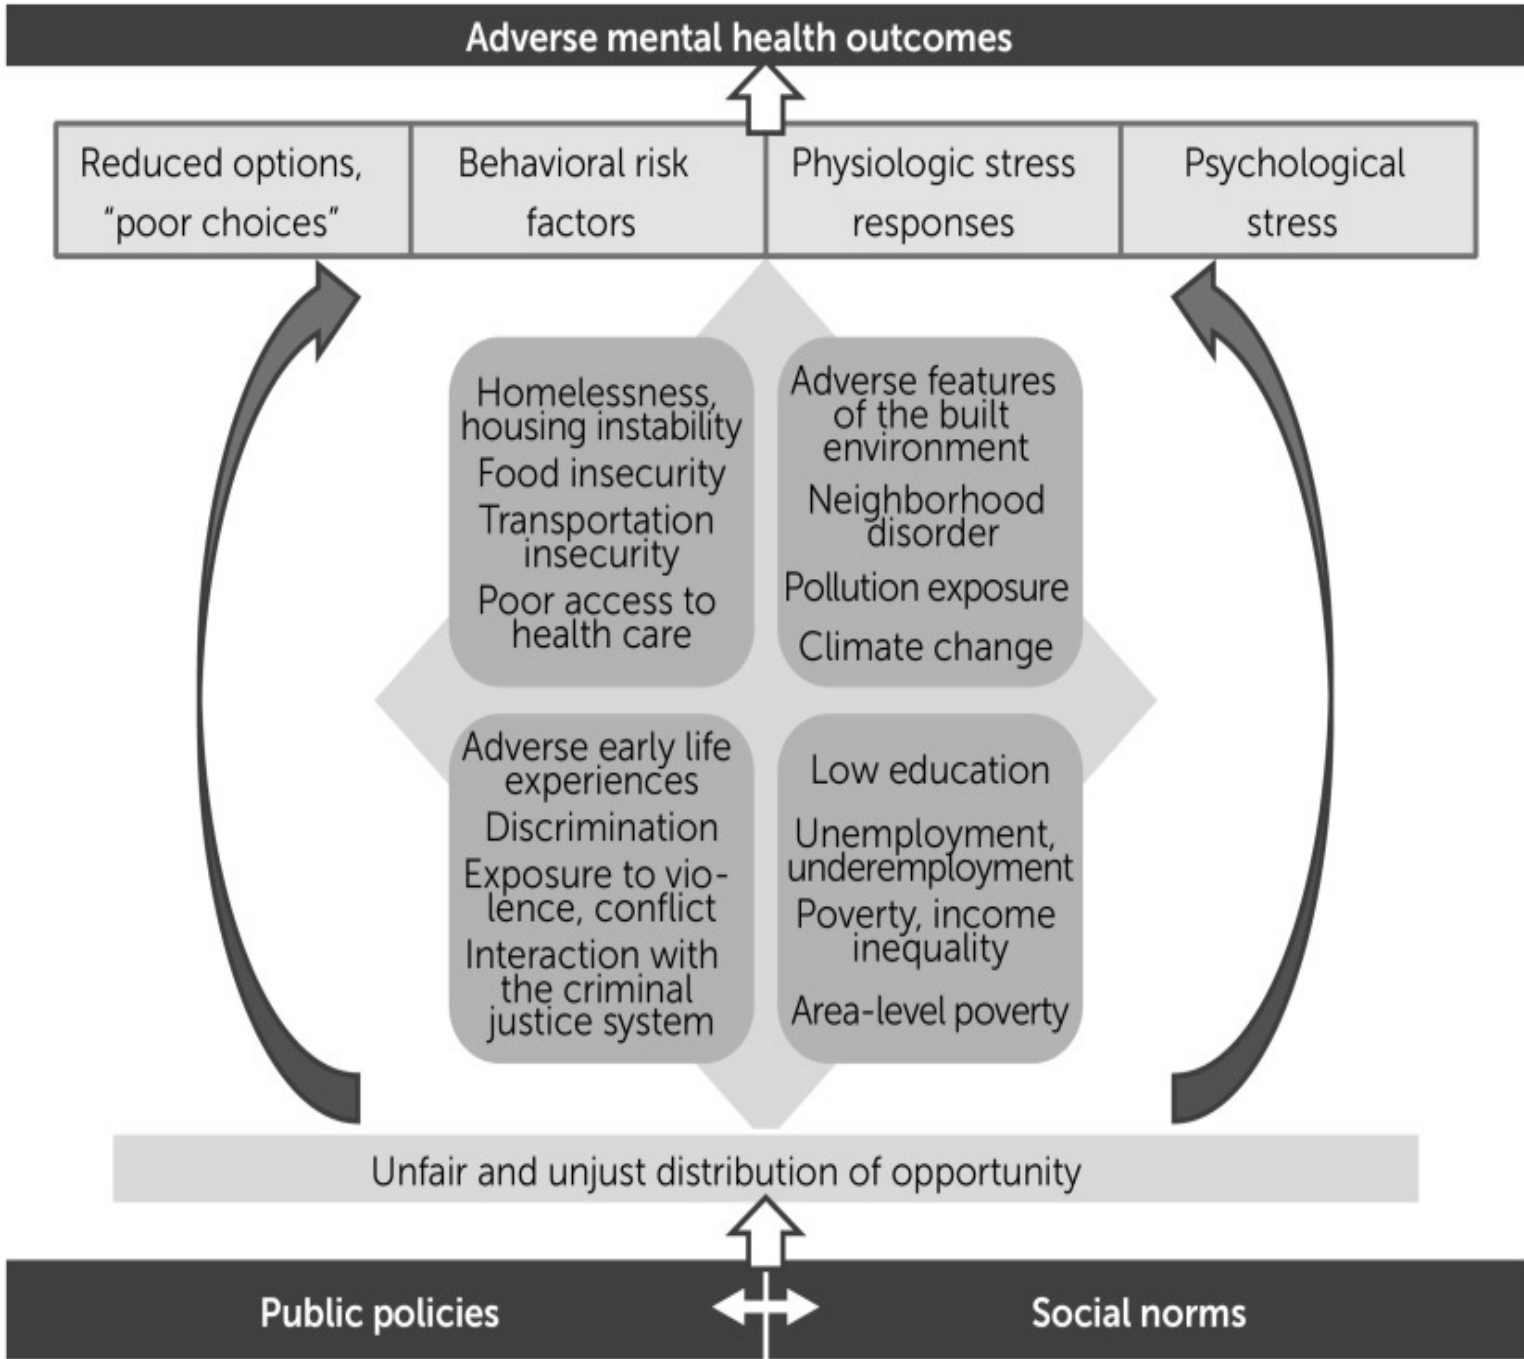 Adverse mental health outcomes
Reduced options,
“poor choices”
Behavioral risk
factors
Physiologic stress
responses
Psychological
stress
Homelessness,
housing instability
Food insecurity
Transportation
insecurity
Poor access to
health care
Adverse features
of the built
environment
Neighborhood
disorder
Pollution exposure
Climate change
Adverse early life
experiences
Discrimination
Exposure to vio-
lence, conflict
Interaction with
the criminal
justice system
Low education
Unemployment,
underemployment
Poverty, income
inequality
Area-level poverty
Unfair and unjust distribution of opportunity
Public policies
Social norms